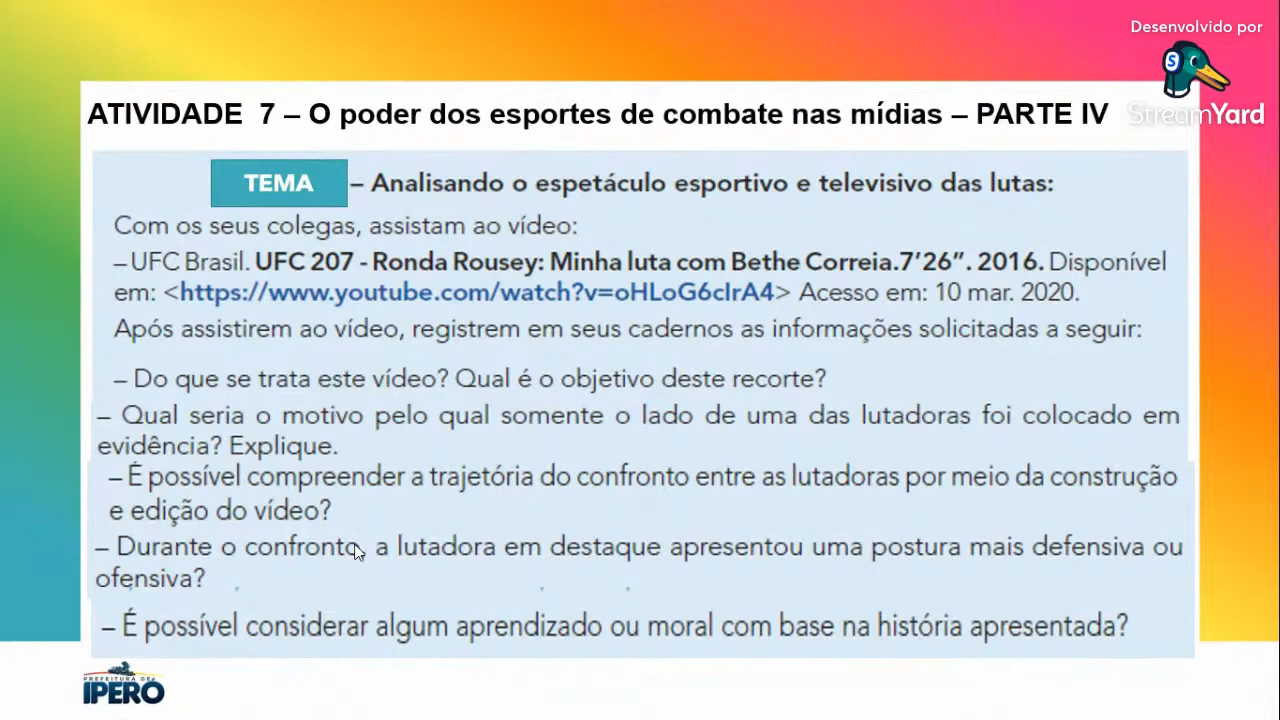 Desenvolvido por
StreamYard
ATIVIDADE 7 – O poder dos esportes de combate nas mídias – PARTE IV
TEMA – Analisando o espetáculo esportivo e televisivo das lutas:
Com os seus colegas, assistam ao vídeo:
– UFC Brasil. UFC 207 - Ronda Rousey: Minha luta com Bethe Correia.7’26”. 2016. Disponível
em: <https://www.youtube.com/watch?v=oHLoG6cIrA4> Acesso em: 10 mar. 2020.
Após assistirem ao vídeo, registrem em seus cadernos as informações solicitadas a seguir:
– Do que se trata este vídeo? Qual é o objetivo deste recorte?
– Qual seria o motivo pelo qual somente o lado de uma das lutadoras foi colocado em
evidência? Explique.
– É possível compreender a trajetória do confronto entre as lutadoras por meio da construção
e edição do vídeo?
– Durante o confronto, a lutadora em destaque apresentou uma postura mais defensiva ou
ofensiva?
– É possível considerar algum aprendizado ou moral com base na história apresentada?
PREFEITURA DE
IPERÓ